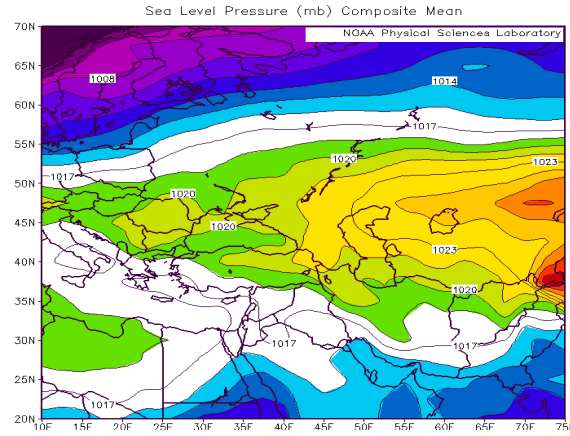 Sea Level Pressure (mb) Composite Mean
NOAA Physical Sciences Laboratory
70N
65N
60N
55N
50N
45N
40N
35N
30N
25N
20N
1008
1014
1017
1020
1023
1017
1020
1020
1023
1020
1017
1017
1017
10E 15E 20E 25E 30E 35E 40E 45E 50E 55E 60E 65E 70E 75E